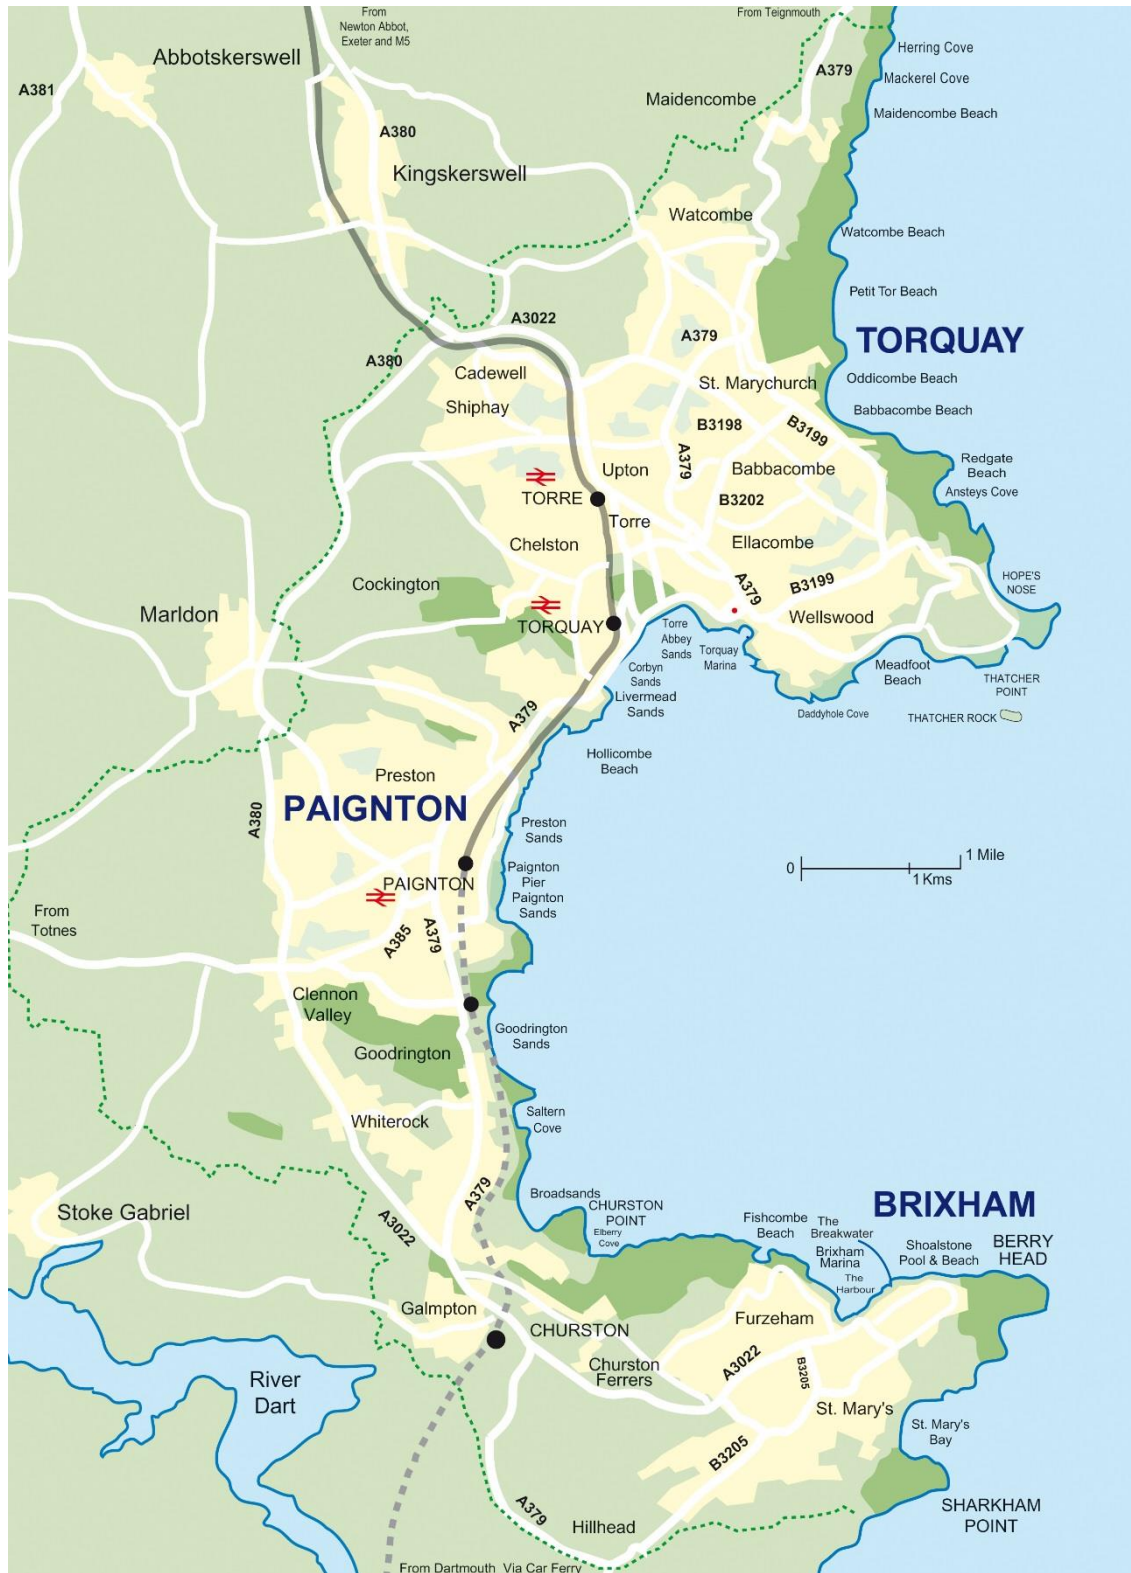 From
Newton Abbot,
Exeter and M5
From Teignmouth
Herring Cove
Abbotskerswell
A379
Mackerel Cove
A381
Maidencombe
Maidencombe Beach
A380
Kingskerswell
Watcombe
Watcombe Beach
Petit Tor Beach
A3022
A379
TORQUAY
A380
Cadewell
St. Marychurch
Oddicombe Beach
Shiphay
Babbacombe Beach
B3198
B3199
A379
Redgate
Beach
Upton
Babbacombe
Ansteys Cove
TORRE
B3202
Torre
Chelston
Ellacombe
Cockington
A379
B3199
HOPE'S
NOSE
Marldon
TORQUAY
Wellswood
Torre
Abbey
Sands
Torquay
Marina
Corbyn
Sands
Meadfoot
Beach
THATCHER
POINT
Livermead
Sands
Daddyhole Cove
THATCHER ROCK
A379
Hollicombe
Beach
Preston
PAIGNTON
A380
Preston
Sands
0
1 Mile
1 Kms
PAIGNTON
Paignton
Pier
Paignton
Sands
From
Totnes
A385
A379
Clennon
Valley
Goodrington
Sands
Goodrington
Whiterock
Saltern
Cove
A379
Broadsands
CHURSTON
POINT
Elberry
Cove
BRIXHAM
Stoke Gabriel
A3022
Fishcombe
Beach
The
Breakwater
Brixham
Marina
The
Harbour
Shoalstone
Pool & Beach
BERRY
HEAD
Galmpton
CHURSTON
Furzeham
Churston
Ferrers
A3022
B3205
River
Dart
St. Mary's
St. Mary's
Bay
B3205
A379
Hillhead
SHARKHAM
POINT
From Dartmouth Via Car Ferry